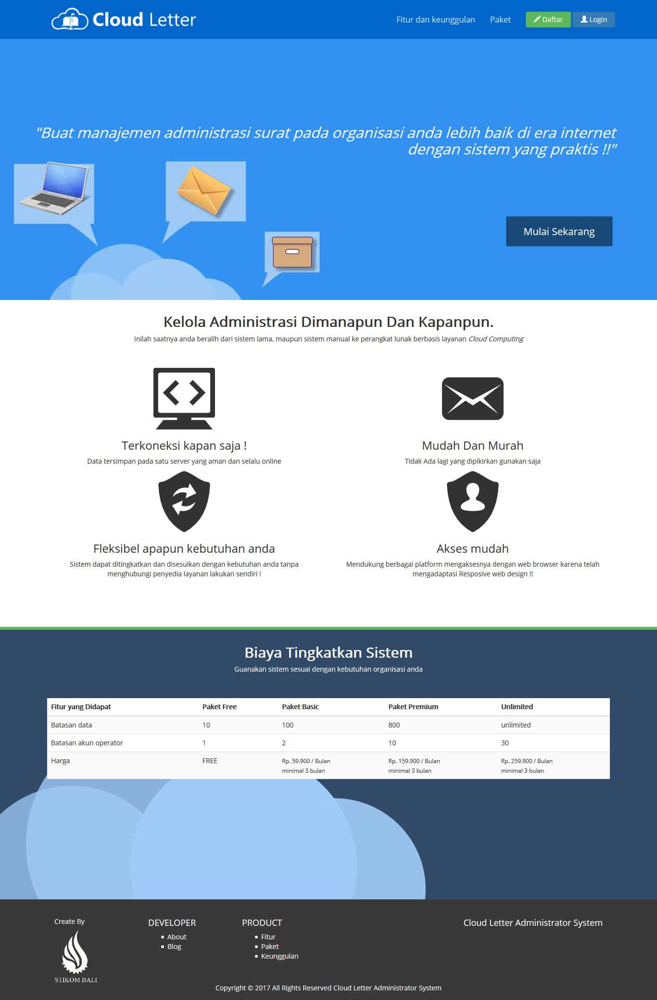 Cloud Letter
Fitur dan keunggulan Paket Daftar Login
"Buat manajemen administrasi surat pada organisasi anda lebih baik di era internet
dengan sistem yang praktis !!"
Mulai Sekarang
Kelola Administrasi Dimanapun Dan Kapanpun.
Inilah saatnya anda beralih dari sistem lama, maupun sistem manual ke perangkat lunak berbasis layanan Cloud Computing
Terkoneksi kapan saja !
Data tersimpan pada satu server yang aman dan selalu online
Mudah Dan Murah
Tidak Ada lagi yang dipikirkan gunakan saja
Fleksibel apapun kebutuhan anda
Sistem dapat ditingkatkan dan disesuikan dengan kebutuhan anda tanpa
menghubungi penyedia layanan lakukan sendiri !
Akses mudah
Mendukung berbagai platform mengaksesnya dengan web browser karena telah
mengadaptasi Resposive web design !!
Biaya Tingkatkan Sistem
Guanakan sistem sesuai dengan kebutuhan organisasi anda
Fitur yang Didapat Paket Free Paket Basic Paket Premium Unlimited
Batasan data 10 100 800 unlimited
Batasan akun operator 1 2 10 30
Harga FREE Rp. 59.900 / Bulan Rp. 159.900 / Bulan Rp. 259.900 / Bulan
minimal 3 bulan minimal 3 bulan minimal 3 bulan
Create By
STIKOM BALI
DEVELOPER
About
Blog
PRODUCT
Fitur
Paket
Keunggulan
Cloud Letter Administrator System
Copyright © 2017 All Rights Reserved Cloud Letter Administrator System